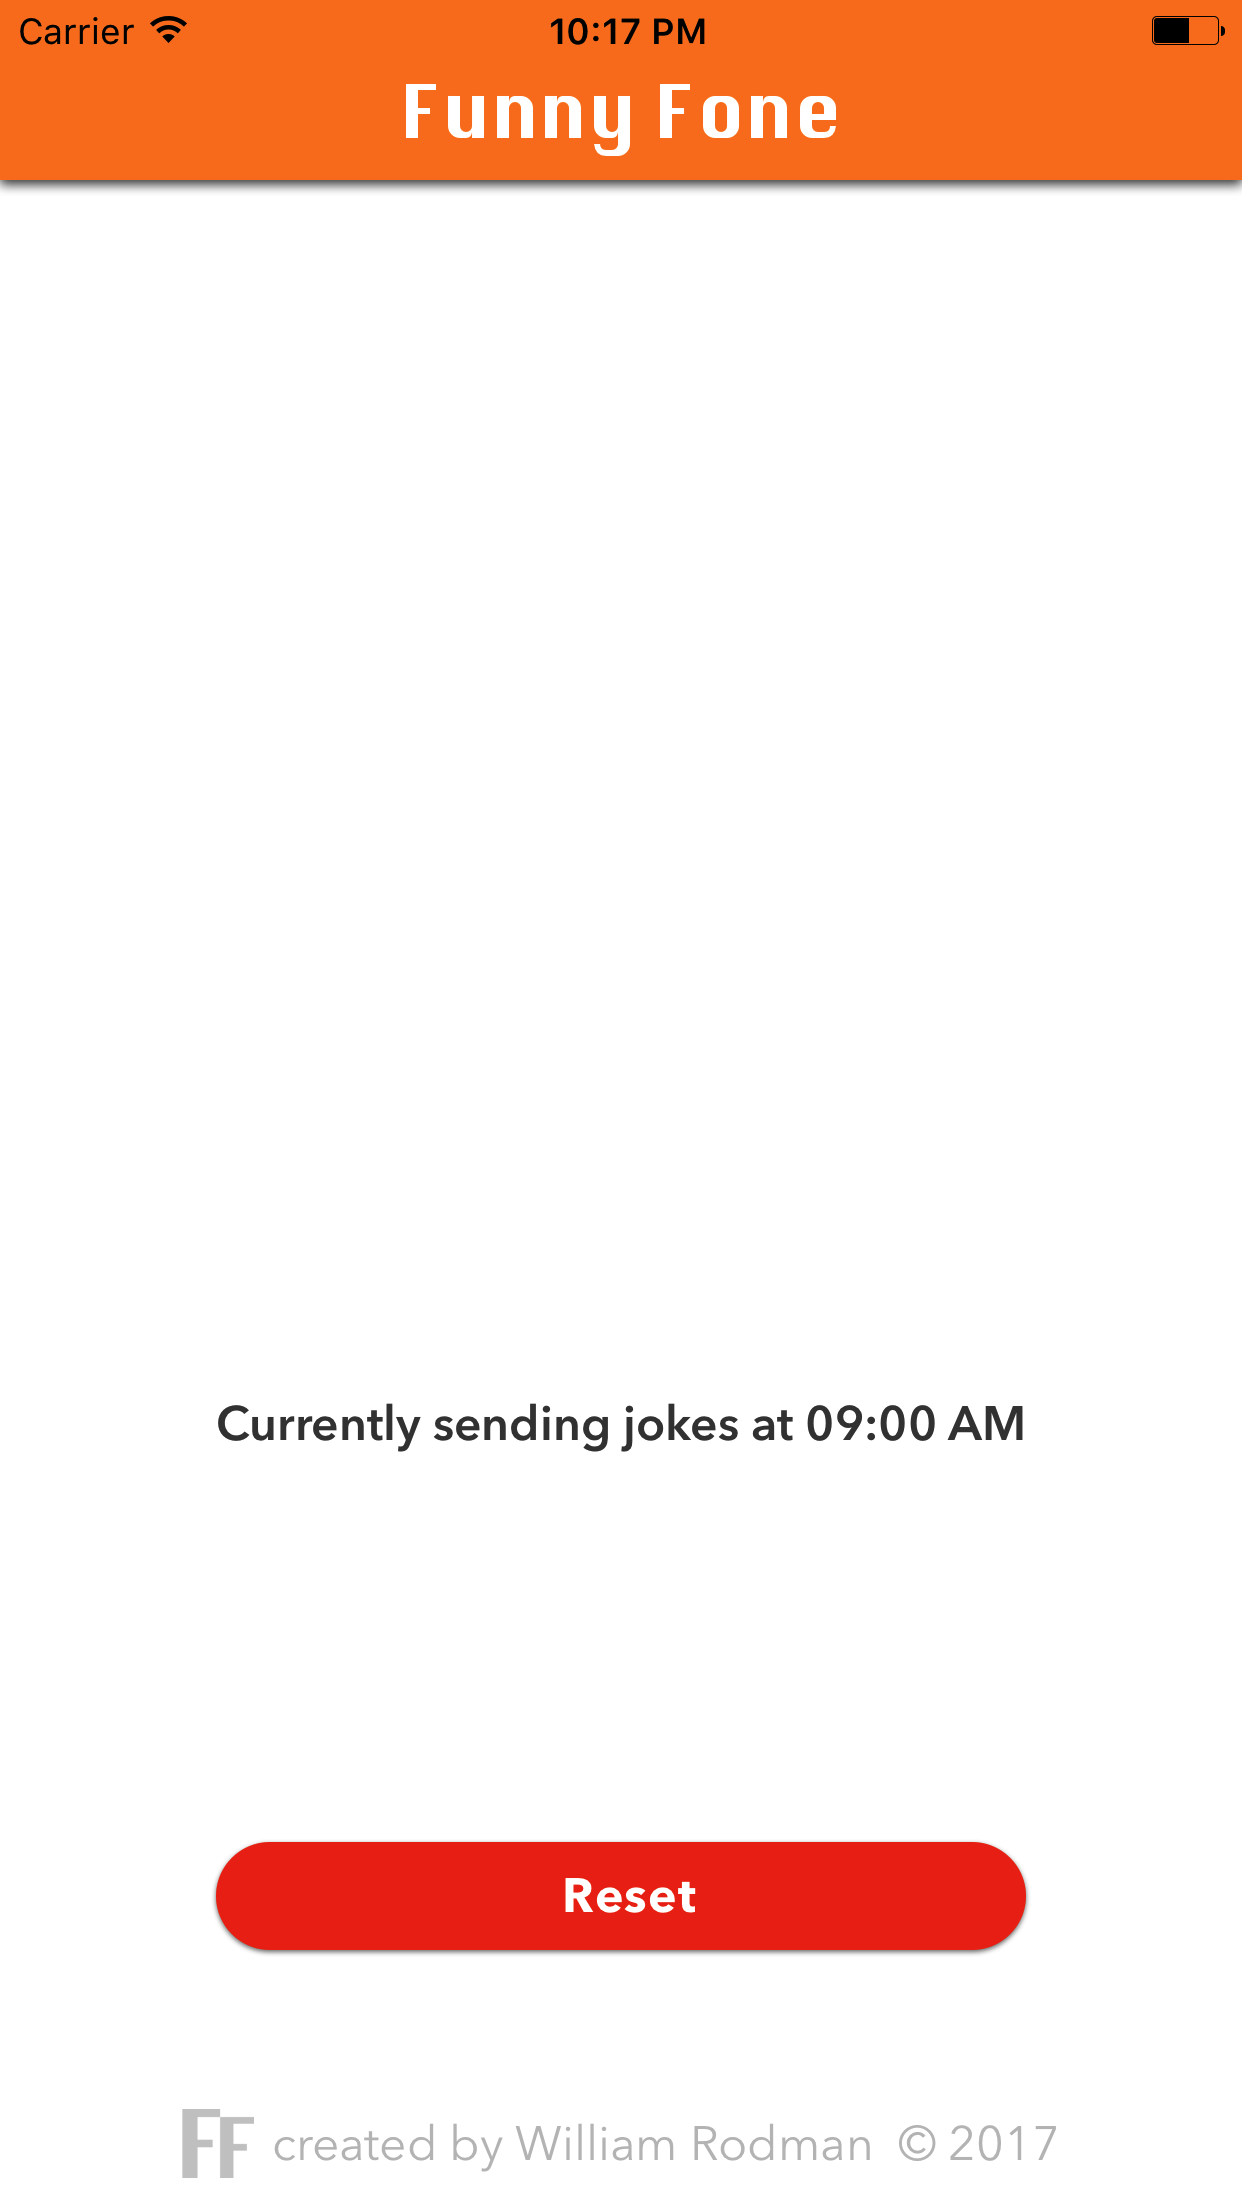 Carrier 10:17 PM
Funny Fone
Currently sending jokes at 09:00 AM
Reset
FF created by William Rodman © 2017